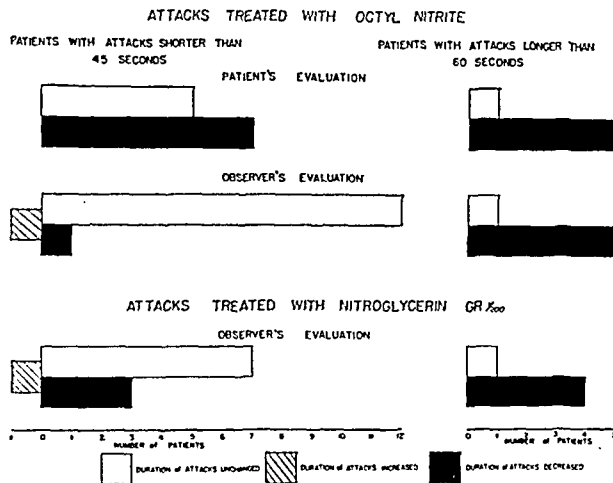 ATTACKS TREATED WITH OCTYL NITRITE
PATIENTS WITH ATTACKS SHORTER THAN
45 SECONDS
PATIENTS WITH ATTACKS LONGER THAN
60 SECONDS
PATIENT'S EVALUATION
OBSERVER'S EVALUATION
ATTACKS TREATED WITH NITROGLYCERIN GR 1/200
OBSERVER'S EVALUATION
0 1 2 3 4 5 6 7 8 9 10 11 12
0 1 2 3 4
NUMBER of PATIENTS
NUMBER of PATIENTS
DURATION of ATTACKS UNCHANGED
DURATION of ATTACKS INCREASED
DURATION of ATTACKS DECREASED